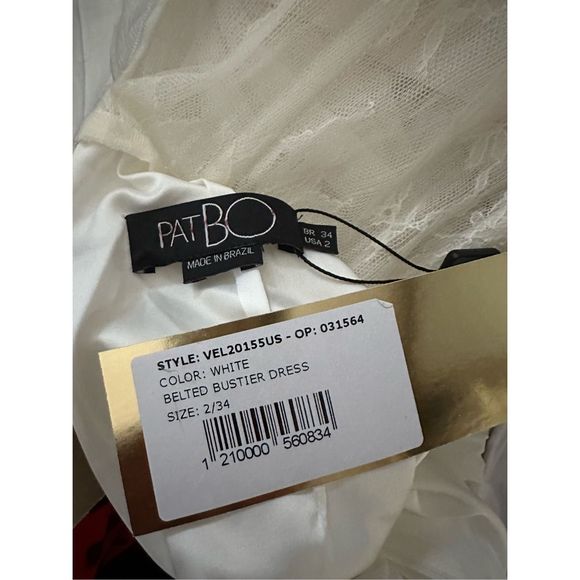 PATBO
MADE IN BRAZIL
BR 34
USA 2
STYLE: VEL20155US - OP: 031564
COLOR: WHITE
BELTED BUSTIER DRESS
SIZE: 2/34
1 210000 560834